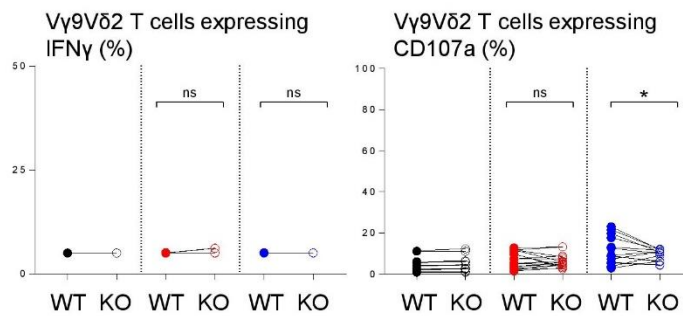 Vγ9Vδ2 T cells expressing
IFNγ (%)
50
25
0
ns
ns
WT KO WT KO WT KO
Vγ9Vδ2 T cells expressing
CD107a (%)
100
80
60
40
20
0
ns
*
WT KO WT KO WT KO